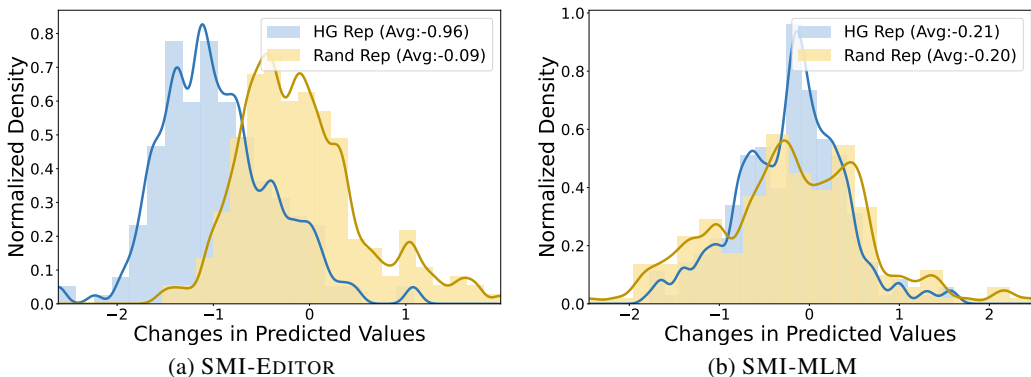 HG Rep (Avg:-0.96)
Rand Rep (Avg:-0.09)
Normalized Density
0.8
0.7
0.6
0.5
0.4
0.3
0.2
0.1
0.0
−2
−1
0
1
Changes in Predicted Values
(a) SMI-EDITOR
HG Rep (Avg:-0.21)
Rand Rep (Avg:-0.20)
Normalized Density
1.0
0.8
0.6
0.4
0.2
0.0
−2
−1
0
1
2
Changes in Predicted Values
(b) SMI-MLM